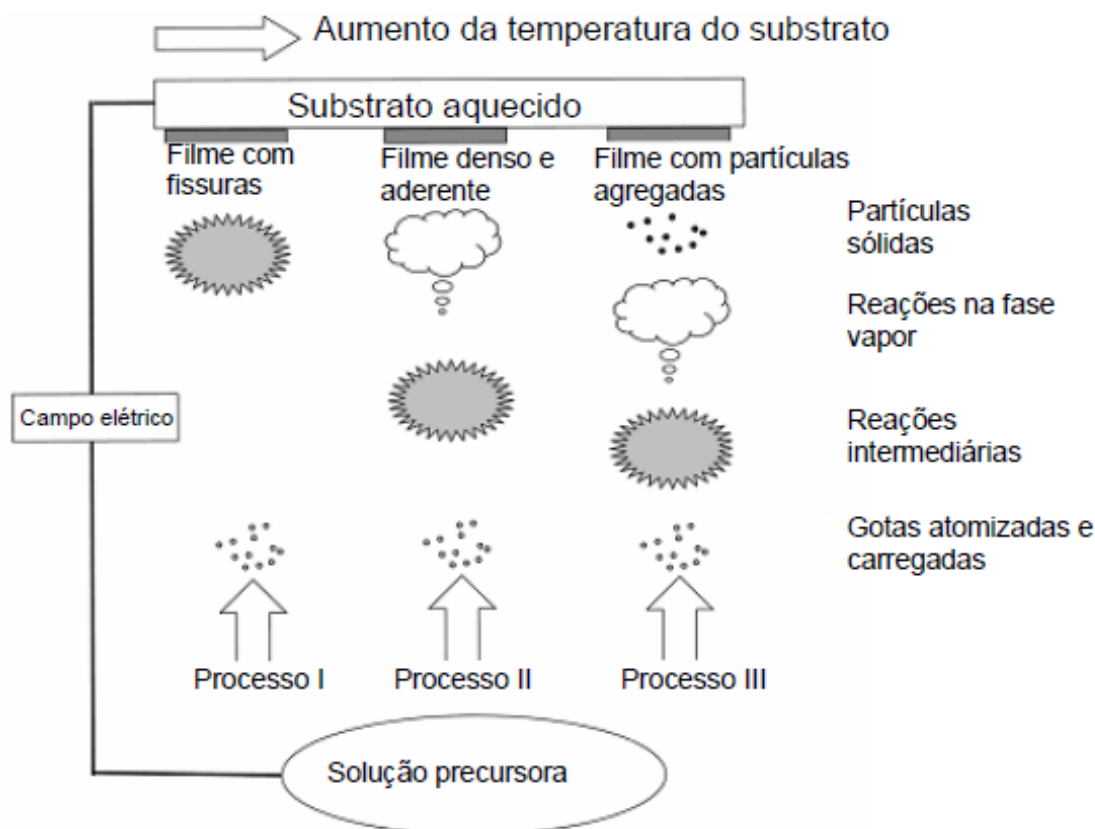 Aumento da temperatura do substrato
Substrato aquecido
Filme com
fissuras
Filme denso e
aderente
Filme com partículas
agregadas
Partículas
sólidas
Reações na fase
vapor
Campo elétrico
Reações
intermediárias
Gotas atomizadas e
carregadas
Processo I
Processo II
Processo III
Solução precursora